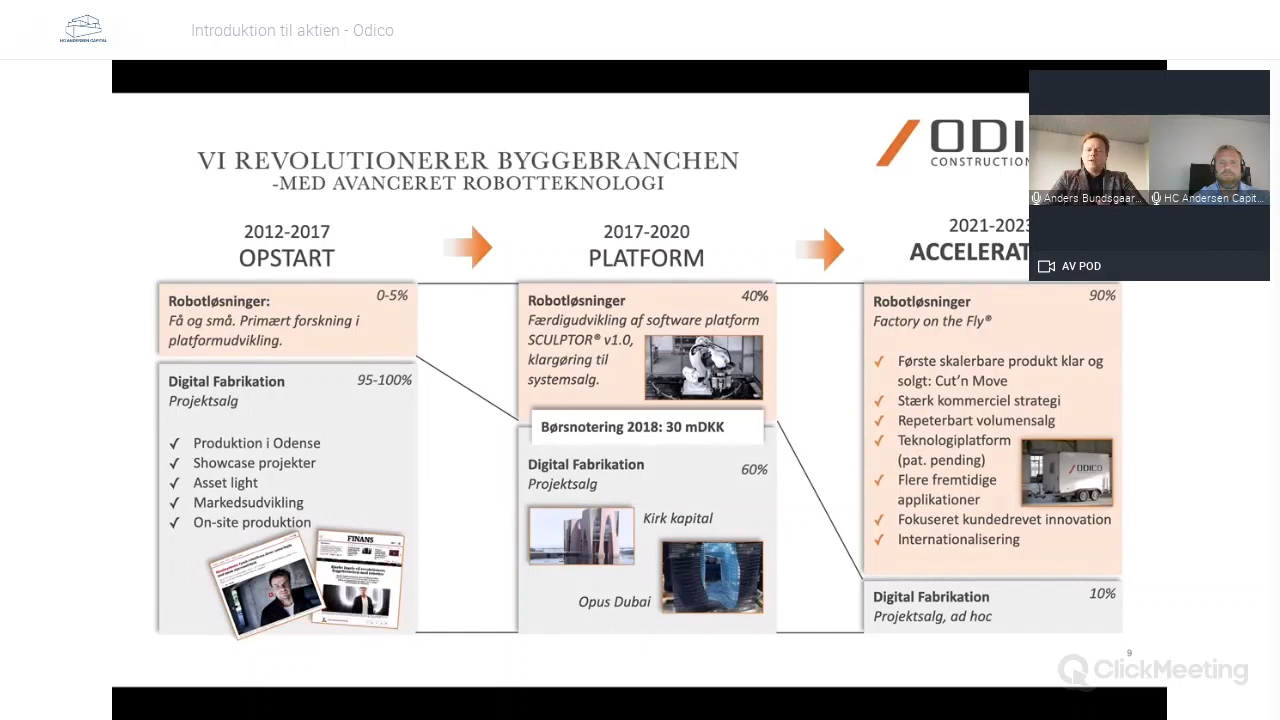 HC ANDERSEN CAPITAL
Introduktion til aktien - Odico
VI REVOLUTIONERER BYGGEBRANCHEN
-MED AVANCERET ROBOTTEKNOLOGI
ODI
CONSTRUCTION
Anders Bundsgaar...
HC Andersen Capit...
AV POD
2012-2017
OPSTART
2017-2020
PLATFORM
2021-2023
ACCELERAT
Robotløsninger:
0-5%
Få og små. Primært forskning i
platformudvikling.
Digital Fabrikation
95-100%
Projektsalg
✓ Produktion i Odense
✓ Showcase projekter
✓ Asset light
✓ Markedsudvikling
✓ On-site produktion
FINANS
Robotløsninger
40%
Færdigudvikling af software platform
SCULPTOR® v1.0,
klargøring til
systemsalg.
Børsnotering 2018: 30 mDKK
Digital Fabrikation
60%
Projektsalg
Kirk kapital
Opus Dubai
Robotløsninger
90%
Factory on the Fly®
✓ Første skalerbare produkt klar og
solgt: Cut'n Move
✓ Stærk kommerciel strategi
✓ Repeterbart volumensalg
✓ Teknologiplatform
(pat. pending)
✓ Flere fremtidige
applikationer
✓ Fokuseret kundedrevet innovation
✓ Internationalisering
ODICO
Digital Fabrikation
10%
Projektsalg, ad hoc
9
ClickMeeting